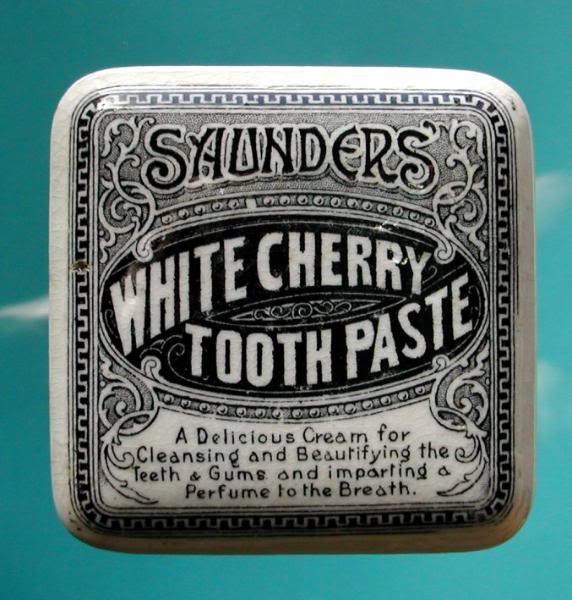 SAUNDERS
WHITE CHERRY
TOOTH PASTE
A Delicious Cream for
Cleansing and Beautifying the
Teeth & Gums and imparting a
Perfume to the Breath.